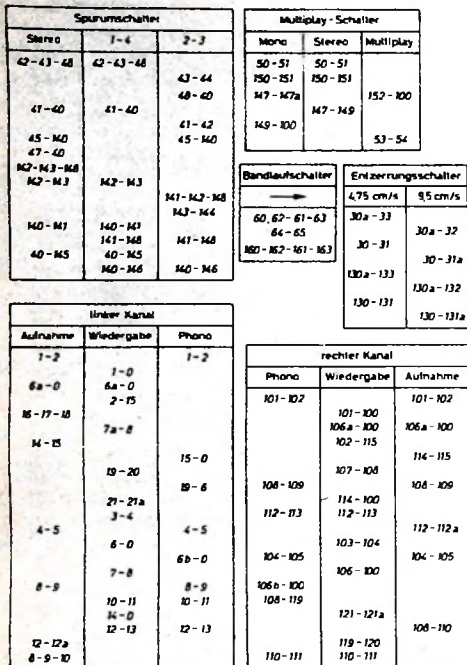 Spurumschalter
Stereo 1-4 2-3
42-43-48 42-43-48
43-44
48-40
41-40 41-40
41-42
45-140 45-140
47-40
142-143-148
142-143 142-143
141-142-148
143-144
140-141 140-141
141-148 141-148
40-145 40-145
140-146 140-146
Multiplay-Schalter
Mono Stereo Multiplay
50-51 50-51
150-151 150-151
147-147a 152-100
147-149
149-100
53-54
Bandlaufschalter
→
60,62-61-63
64-65
160-162-161-163
Entzerrungsschalter
4,75 cm/s 9,5 cm/s
30a-33
30a-32
30-31
30-31a
130a-133
130a-132
130-131
130-131a
linker Kanal
Aufnahme Wiedergabe Phono
1-2 1-2
1-0
6a-0 6a-0
2-15
16-17-18
7a-8
14-15
15-0
19-20
19-6
21-21a
3-4
4-5 4-5
6-0
6b-0
7-8
8-9 8-9
10-11 10-11
14-0
12-13 12-13
12-12a
8-9-10
rechter Kanal
Phono Wiedergabe Aufnahme
101-102 101-102
101-100
106a-100 106a-100
102-115
114-115
107-108
108-109 108-109
114-100
112-113 112-113
112-112a
103-104
104-105 104-105
106-100
106b-100
108-119
121-121a
108-110
119-120
110-111 110-111